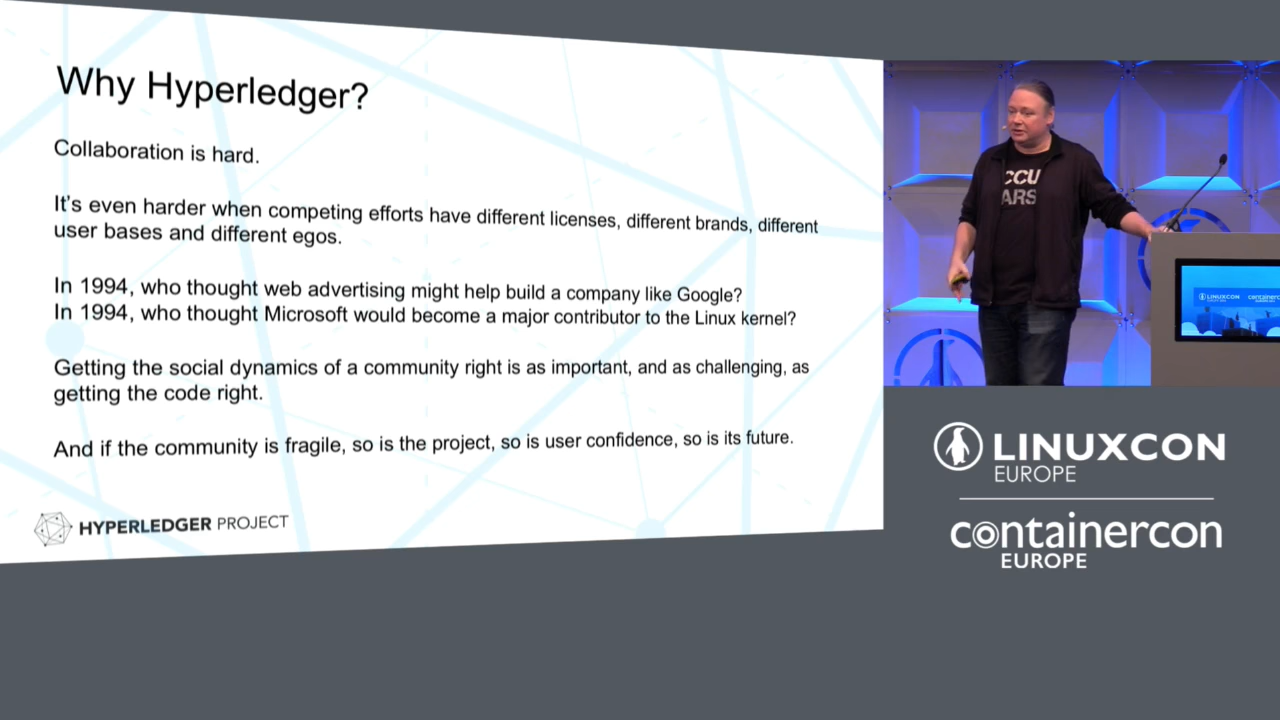 Why Hyperledger?
Collaboration is hard.
It's even harder when competing efforts have different licenses, different brands, different
user bases and different egos.
In 1994, who thought web advertising might help build a company like Google?
In 1994, who thought Microsoft would become a major contributor to the Linux kernel?
Getting the social dynamics of a community right is as important, and as challenging, as
getting the code right.
And if the community is fragile, so is the project, so is user confidence, so is its future.
HYPERLEDGER PROJECT
CCU
ARS
LINUXCON
containerc
LINUXCON
EUROPE
containercon
EUROPE